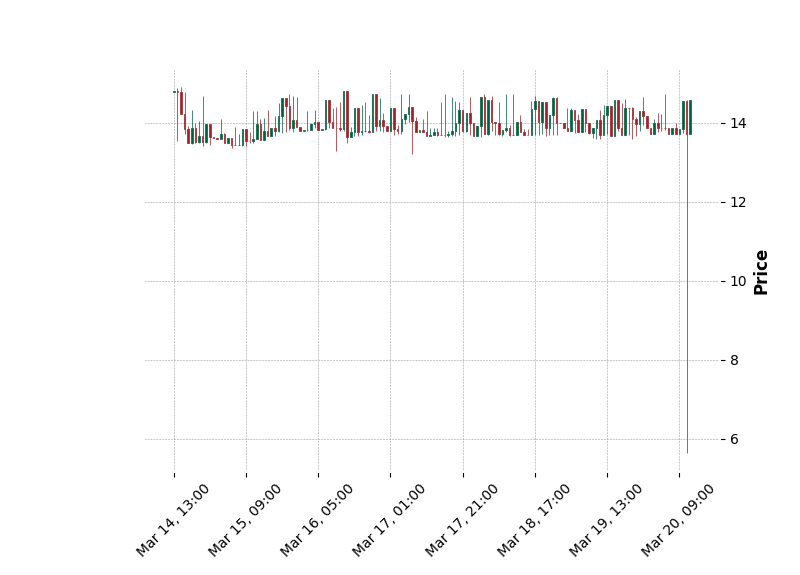 14
12
10
8
6
Price
Mar 14, 13:00
Mar 15, 09:00
Mar 16, 05:00
Mar 17, 01:00
Mar 17, 21:00
Mar 18, 17:00
Mar 19, 13:00
Mar 20, 09:00